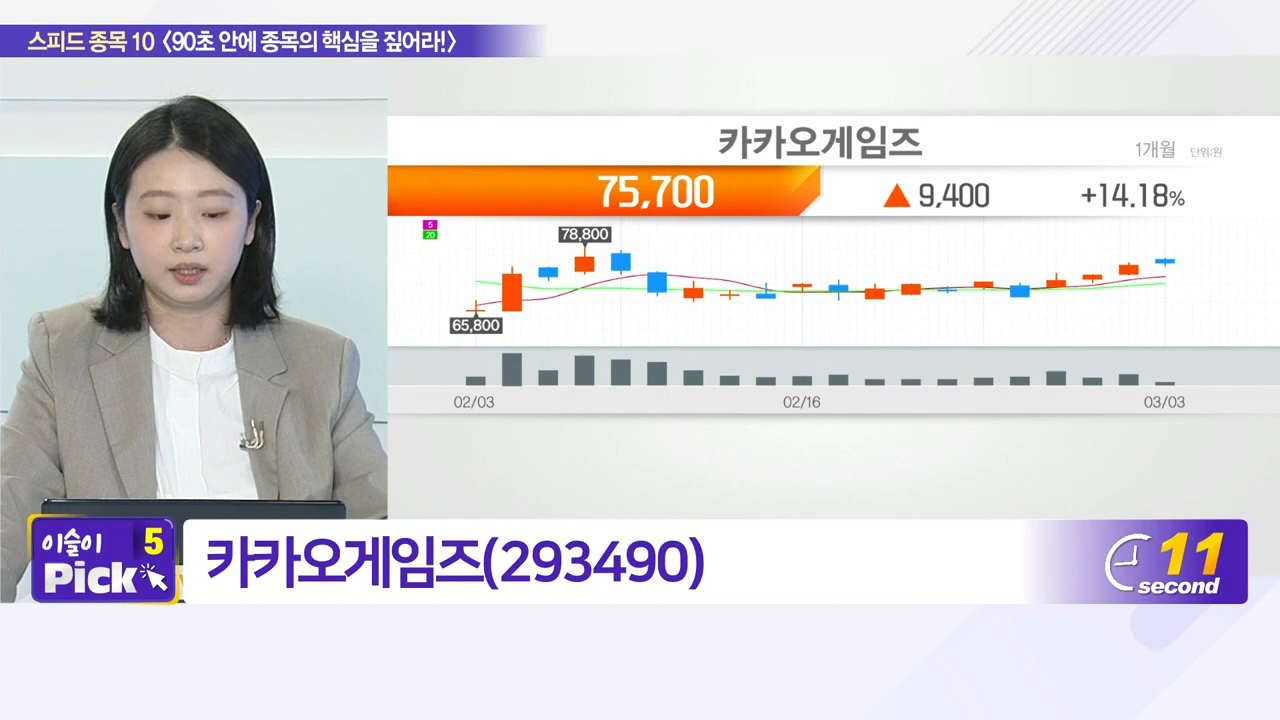 스피드 종목 10 <90초 안에 종목의 핵심을 짚어라!>
카카오게임즈
1개월 단위:원
75,700 ▲ 9,400 +14.18%
5
20
78,800
65,800
02/03 02/16 03/03
이술이 5
Pick
카카오게임즈(293490)
11
second